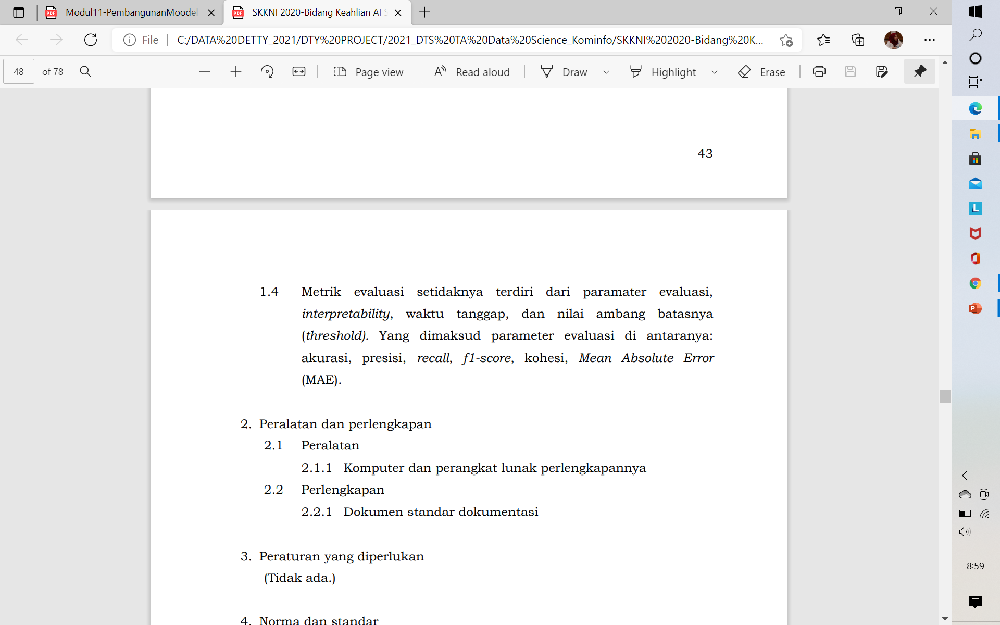 Modul11-PembangunanMoodel_
SKKNI 2020-Bidang Keahlian AI S
File
C:/DATA%20DETTY_2021/DTY%20PROJECT/2021_DTS%20TA%20Data%20Science_Kominfo/SKKNI%202020-Bidang%20K...
48 of 78
Page view
Read aloud
Draw
Highlight
Erase
43
1.4 Metrik evaluasi setidaknya terdiri dari paramater evaluasi,
interpretability, waktu tanggap, dan nilai ambang batasnya
(threshold). Yang dimaksud parameter evaluasi di antaranya:
akurasi, presisi, recall, f1-score, kohesi, Mean Absolute Error
(MAE).
2. Peralatan dan perlengkapan
2.1 Peralatan
2.1.1 Komputer dan perangkat lunak perlengkapannya
2.2 Perlengkapan
2.2.1 Dokumen standar dokumentasi
3. Peraturan yang diperlukan
(Tidak ada.)
4. Norma dan standar
8:59